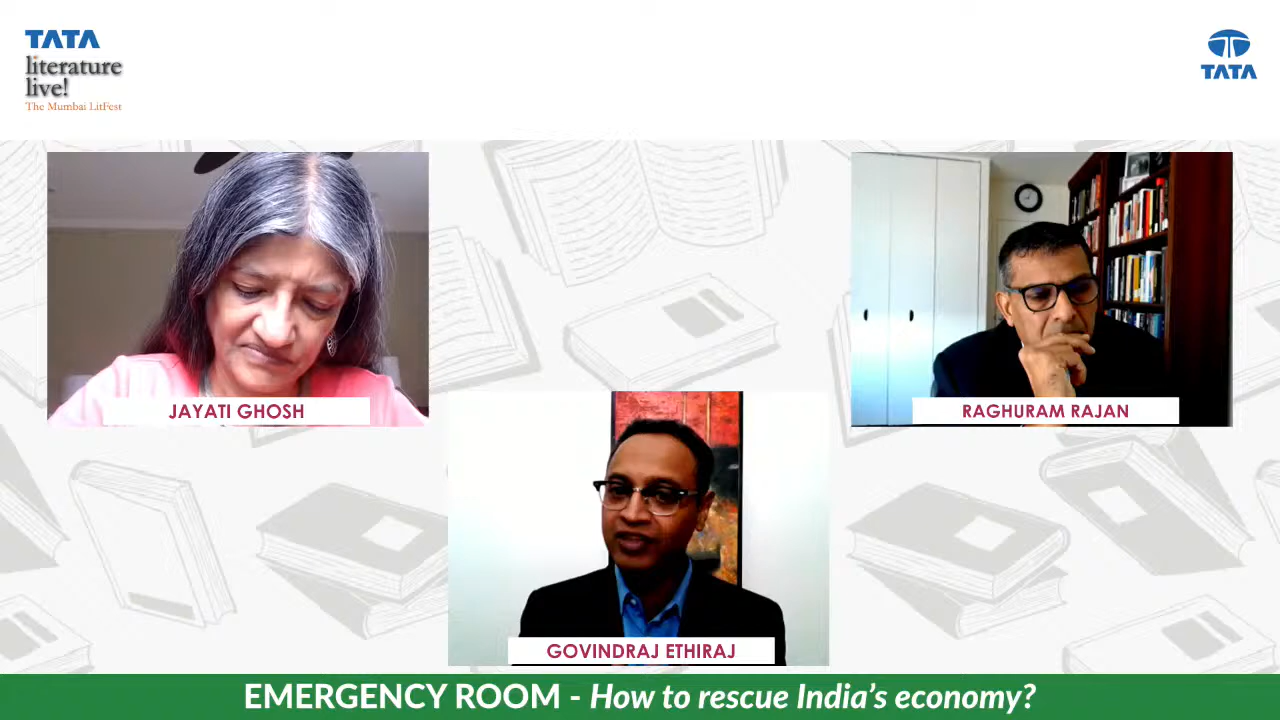 TATA
literature
live!
The Mumbai LitFest
TATA
JAYATI GHOSH
RAGHURAM RAJAN
GOVINDRAJ ETHIRAJ
EMERGENCY ROOM - How to rescue India's economy?